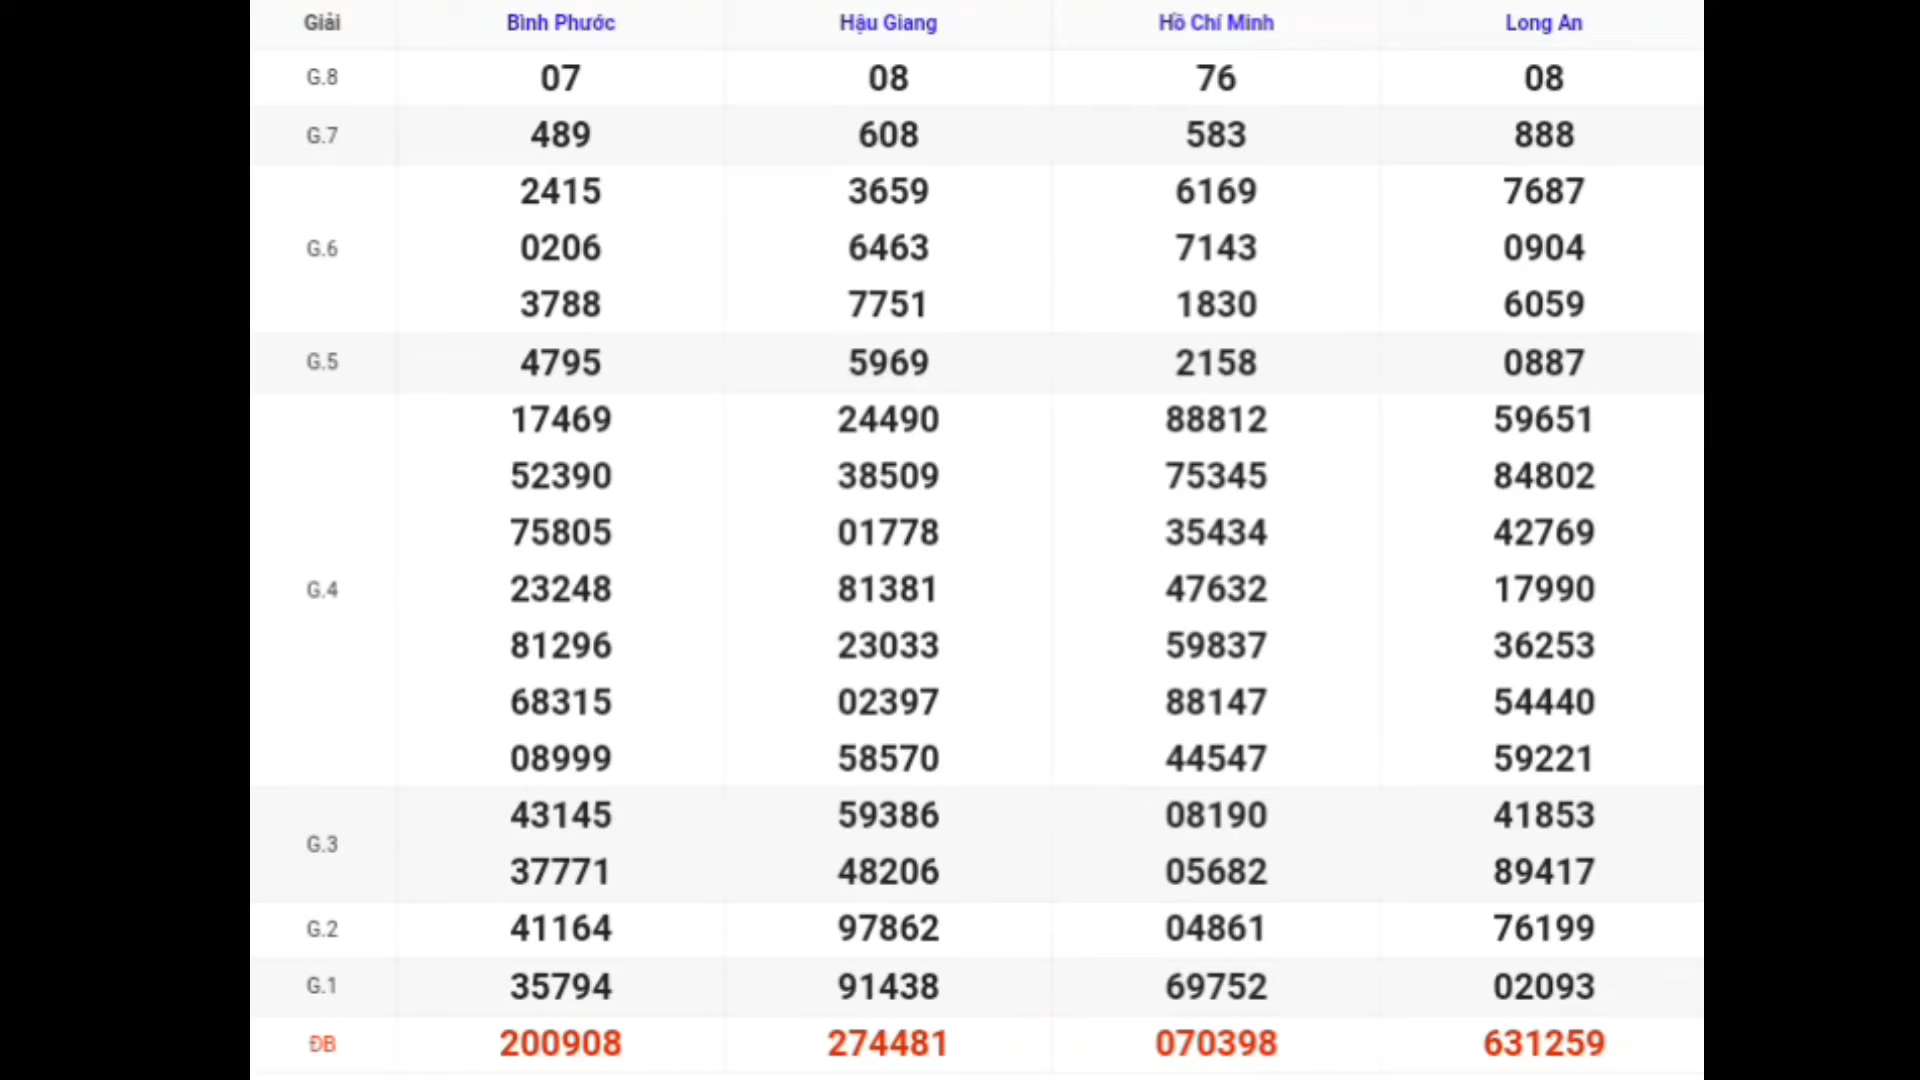 Giải Bình Phước Hậu Giang Hồ Chí Minh Long An
G.8 07 08 76 08
G.7 489 608 583 888
2415 3659 6169 7687
G.6 0206 6463 7143 0904
3788 7751 1830 6059
G.5 4795 5969 2158 0887
17469 24490 88812 59651
52390 38509 75345 84802
75805 01778 35434 42769
G.4 23248 81381 47632 17990
81296 23033 59837 36253
68315 02397 88147 54440
08999 58570 44547 59221
43145 59386 08190 41853
G.3
37771 48206 05682 89417
G.2 41164 97862 04861 76199
G.1 35794 91438 69752 02093
ĐB 200908 274481 070398 631259